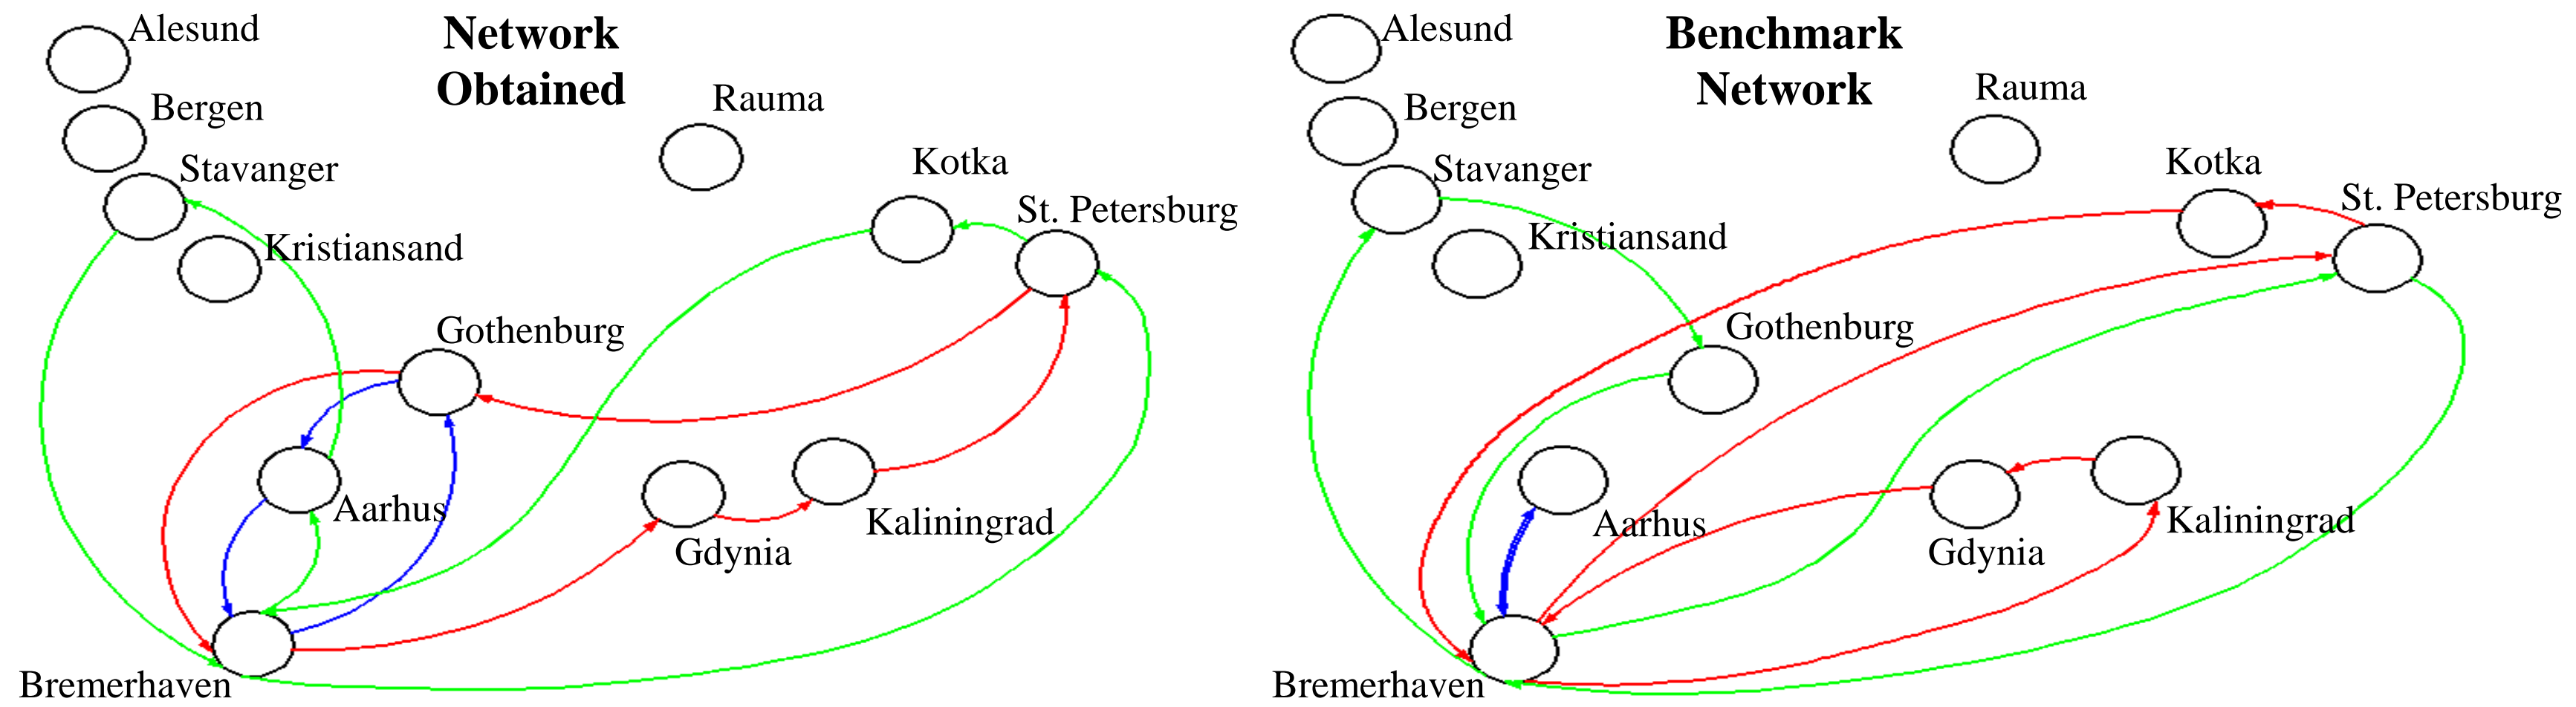 Network
Obtained
Alesund
Bergen
Rauma
Stavanger
Kotka
St. Petersburg
Kristiansand
Gothenburg
Aarhus
Kaliningrad
Gdynia
Bremerhaven
Benchmark
Network
Alesund
Rauma
Bergen
Stavanger
Kotka
St. Petersburg
Kristiansand
Gothenburg
Aarhus
Kaliningrad
Gdynia
Bremerhaven